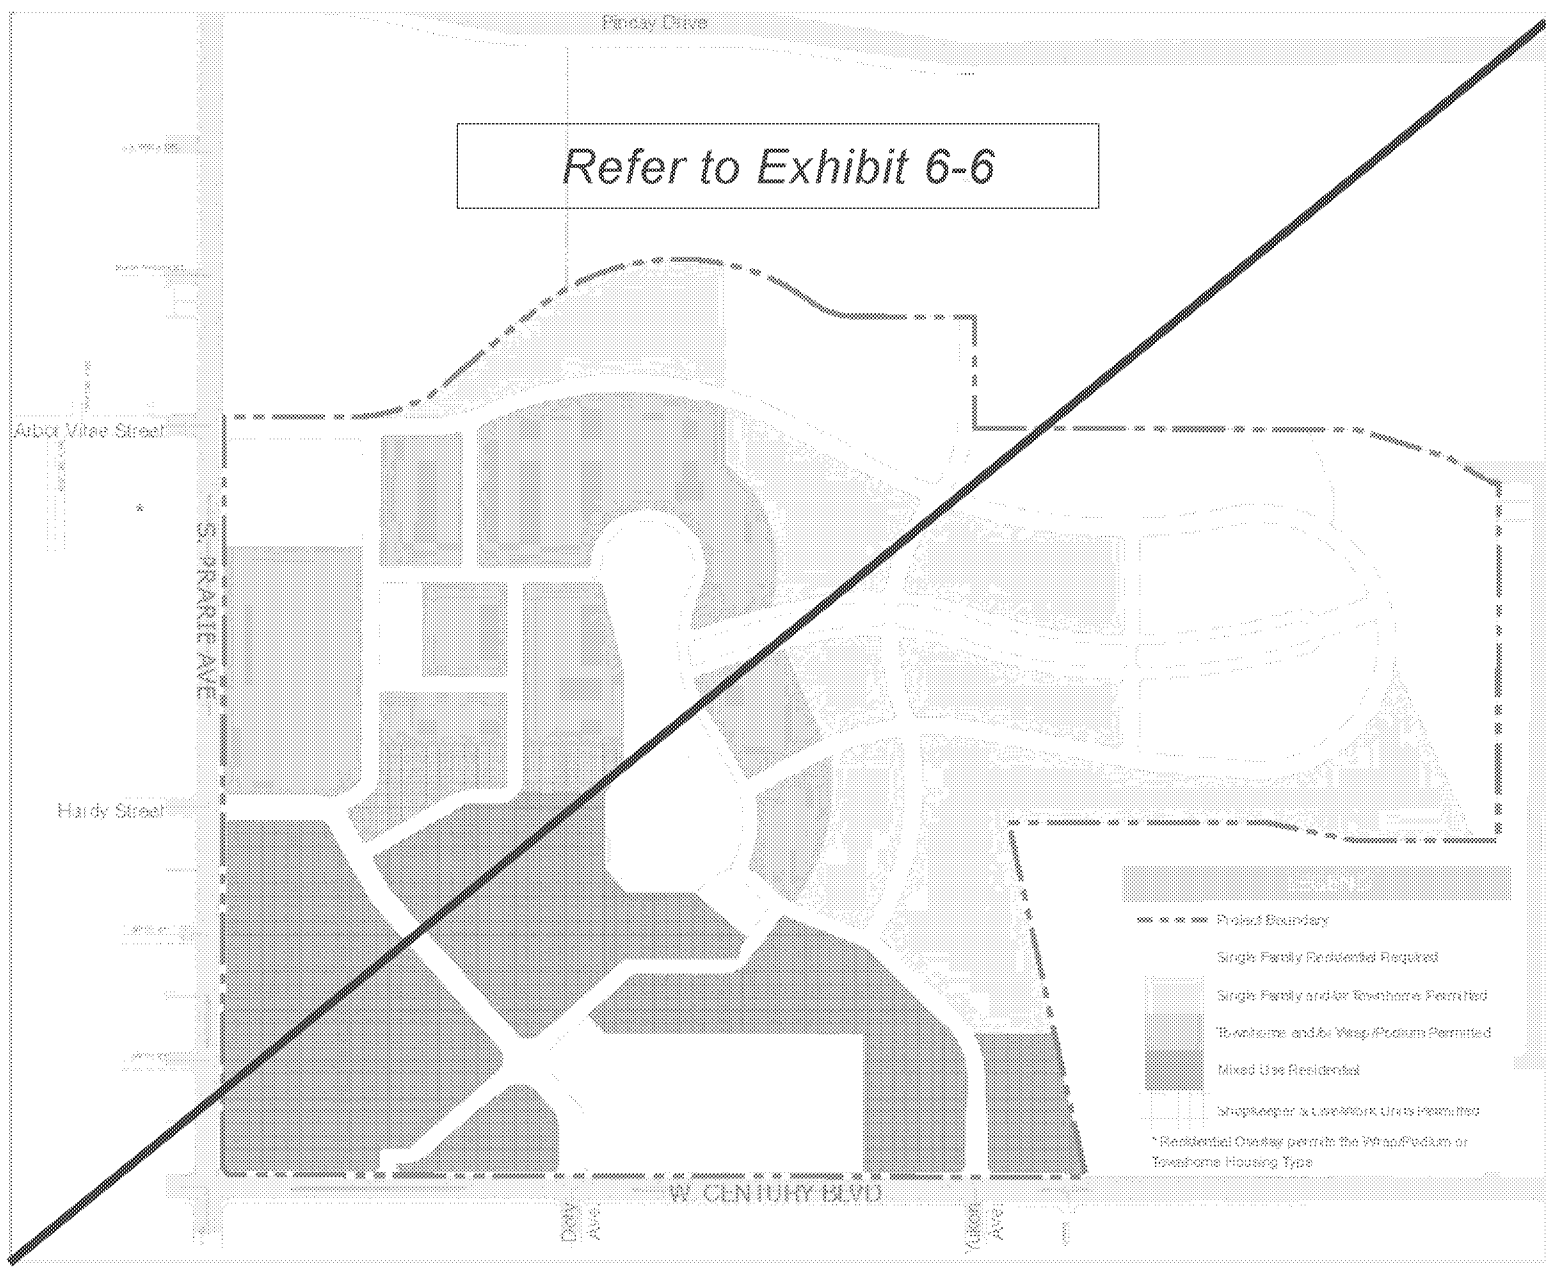 Pincay Drive
Refer to Exhibit 6-6
Arbor Vitae Street
*
S. PRARIE AVE.
Hardy Street
LEGEND
Project Boundary
Single Family Residential Required
Single Family and/or Townhome Permitted
Townhome and/or Wrap/Podium Permitted
Mixed Use Residential
Shopkeeper & Live/Work Units Permitted
* Residential Overlay permits the Wrap/Podium or
Townhome Housing Type
W. CENTURY BLVD
Doty
Ave
Yukon
Ave